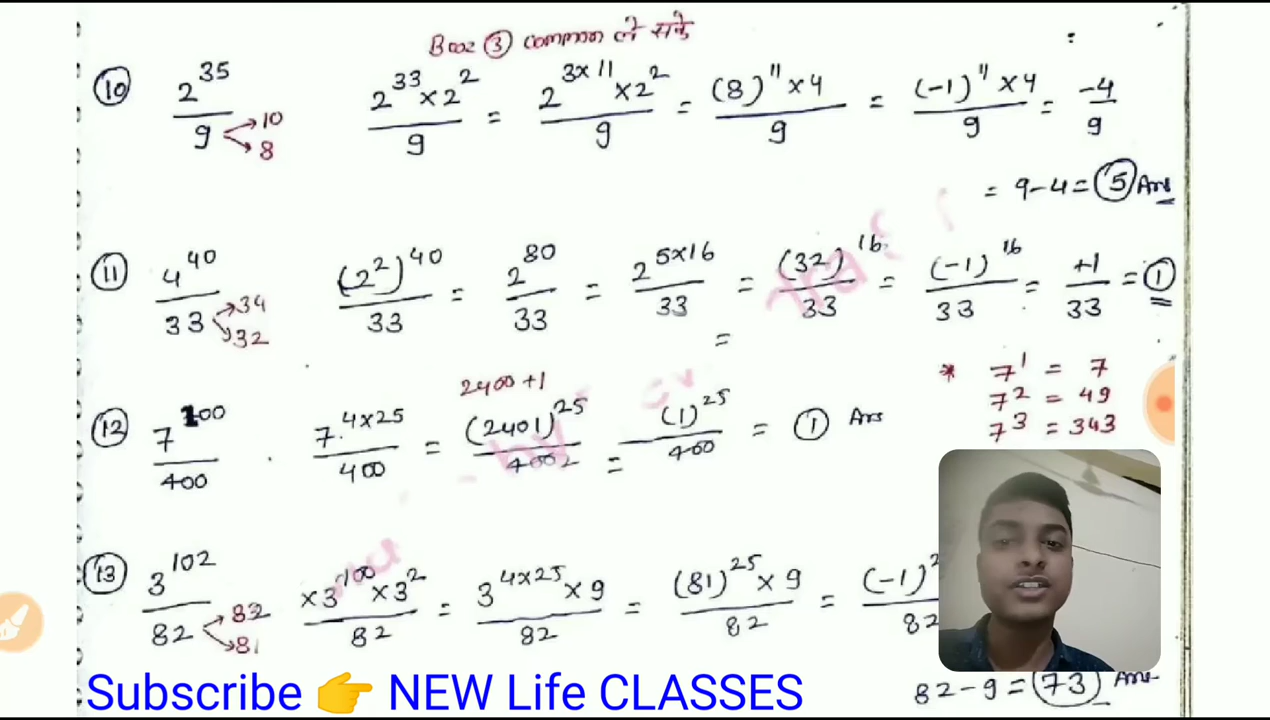 Base ③ common ले सके
⑩ 2^35/9 → 10 → 8 (2^33 × 2^2)/9 = (2^(3×11) × 2^2)/9 = ((8)^11 × 4)/9 = ((-1)^11 × 4)/9 = -4/9
= 9-4 = ⑤ Ans
⑪ 4^40/33 → 34 → 32 (2^2)^40/33 = 2^80/33 = 2^(5×16)/33 = (32)^16/33 = (-1)^16/33 = +1/33 = ①
=
* 7^1 = 7
7^2 = 49
7^3 = 343
2400 +1
⑫ 7^100/400 . 7^(4×25)/400 = (2401)^25/400 = (1)^25/400 = ① Ans
⑬ 3^102/82 → 82 → 81 (×3^100 × 3^2)/82 = (3^(4×25) × 9)/82 = ((81)^25 × 9)/82 = (-1)^2 /82
82-9 = 73 Ans
Subscribe 👉 NEW Life CLASSES